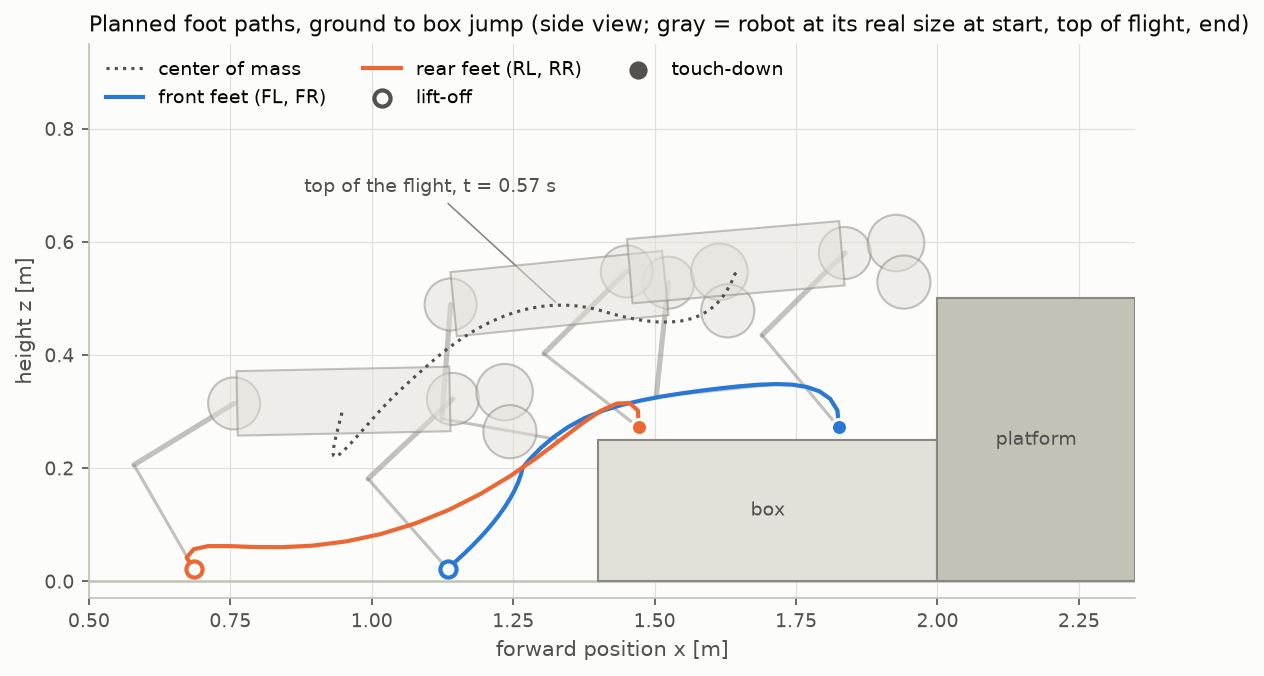 Planned foot paths, ground to box jump (side view; gray = robot at its real size at start, top of flight, end)
center of mass
front feet (FL, FR)
rear feet (RL, RR)
lift-off
touch-down
top of the flight, t = 0.57 s
platform
box
height z [m]
0.8
0.6
0.4
0.2
0.0
0.50
0.75
1.00
1.25
1.50
1.75
2.00
2.25
forward position x [m]